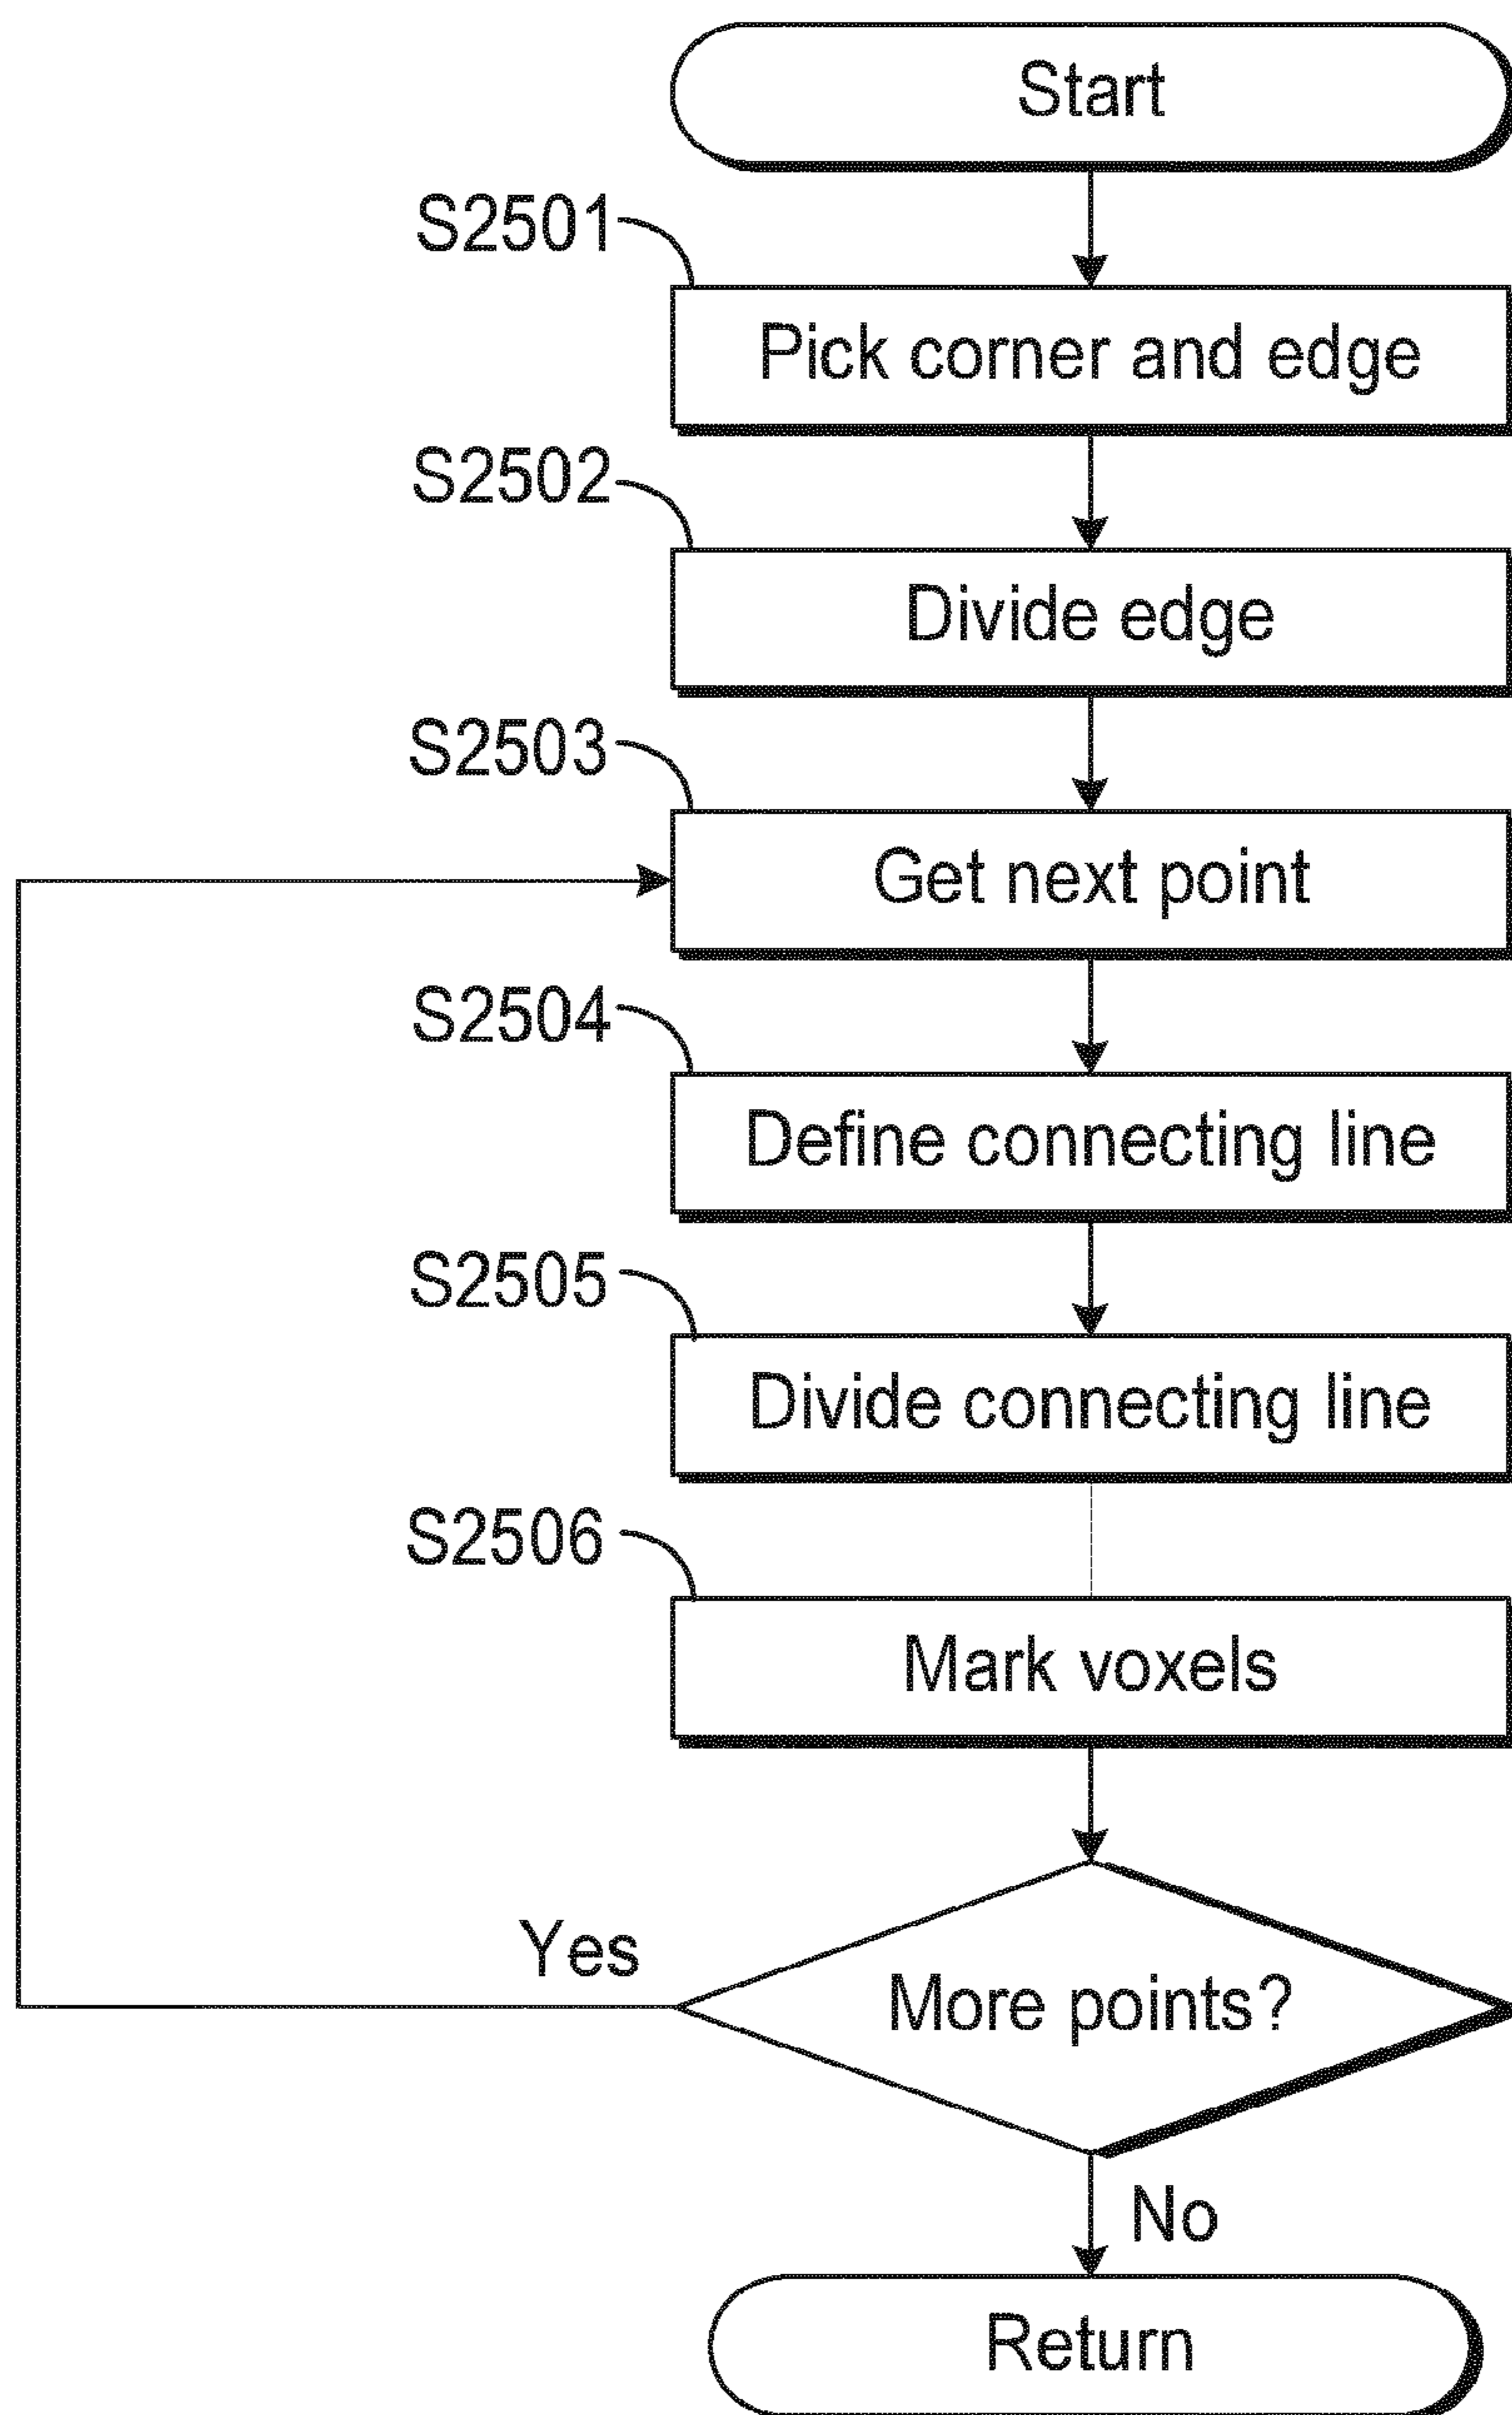 Start
S2501
Pick corner and edge
S2502
Divide edge
S2503
Get next point
S2504
Define connecting line
S2505
Divide connecting line
S2506
Mark voxels
Yes
More points?
No
Return